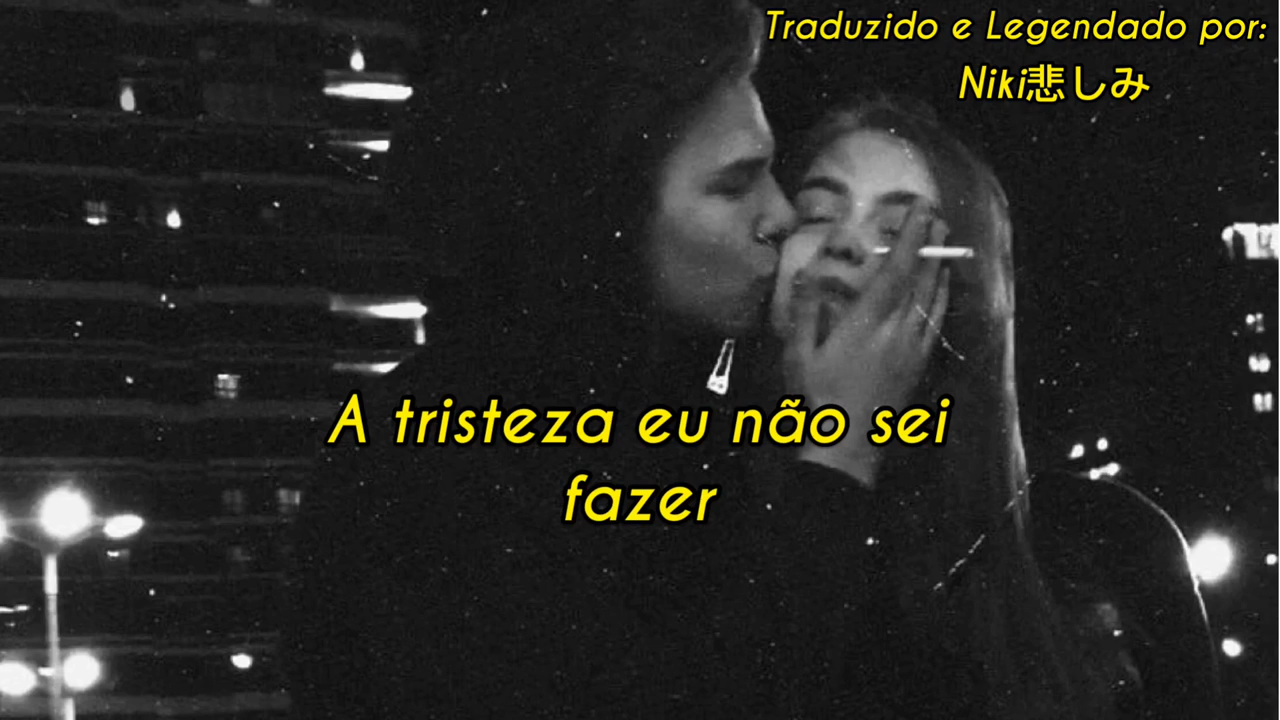 Traduzido e Legendado por:
Niki悲しみ
A tristeza eu não sei
fazer